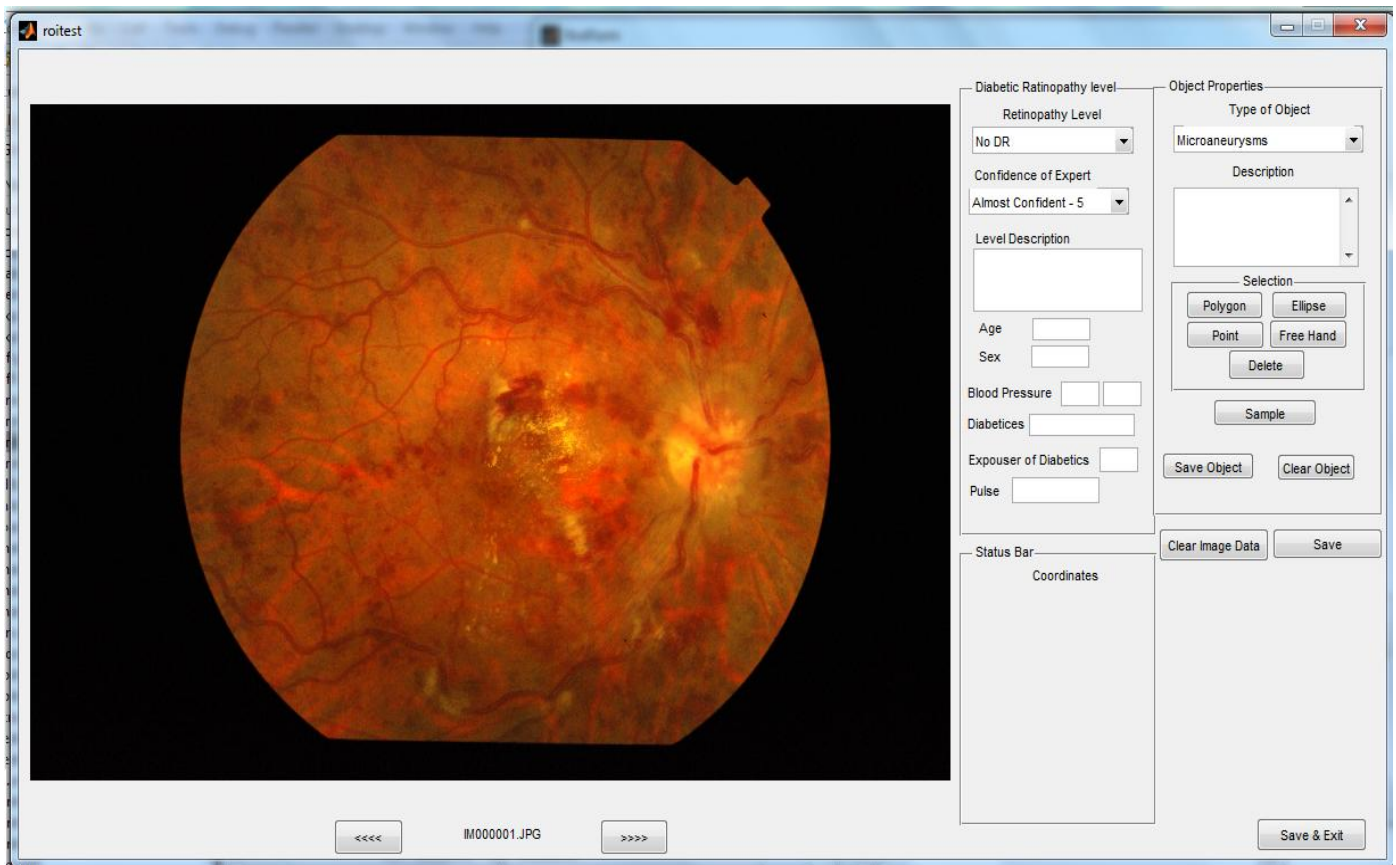 roitest
Diabetic Ratinopathy level
Retinopathy Level
No DR
Confidence of Expert
Almost Confident - 5
Level Description
Age
Sex
Blood Pressure
Diabetices
Expouser of Diabetics
Pulse
Status Bar
Coordinates
Object Properties
Type of Object
Microaneurysms
Description
Selection
Polygon Ellipse
Point Free Hand
Delete
Sample
Save Object Clear Object
Clear Image Data Save
<<<< IM000001.JPG >>>>
Save & Exit